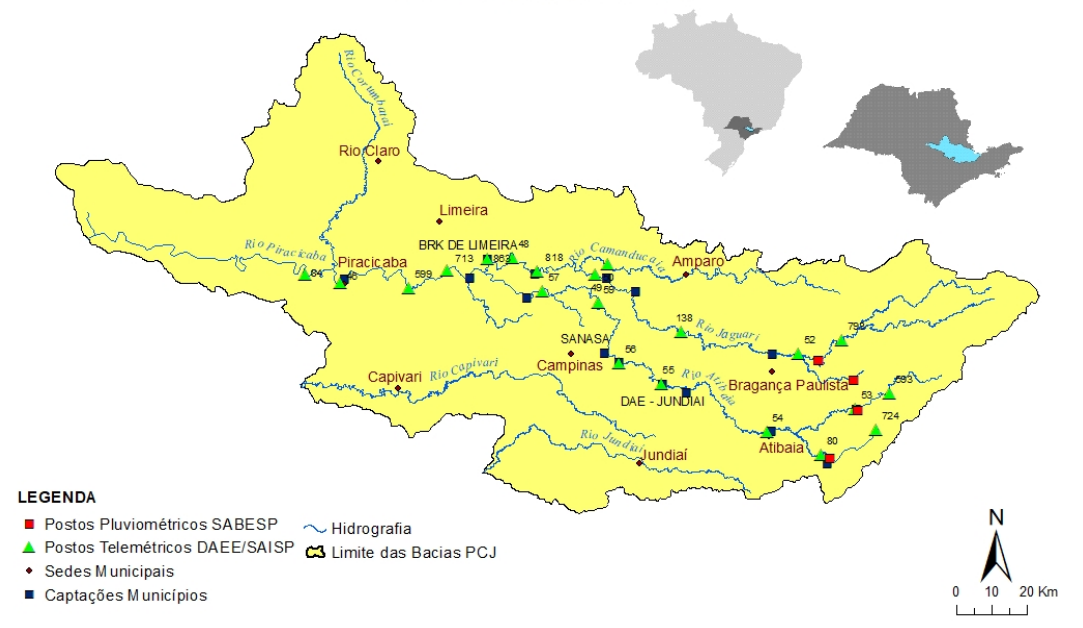 Rio Corumbataí
Rio Claro
Limeira
BRK DE LIMEIRA
48
Rio Piracicaba
Piracicaba
713
863
818
Rio Camanducaia
Amparo
84
599
57
49
59
138
Rio Jaguari
52
SANASA
56
Campinas
Capivari
Rio Capivari
55
Rio Atibaia
Bragança Paulista
DAE - JUNDIAI
593
53
54
724
Atibaia
80
Rio Jundiaí
Jundiaí
LEGENDA
Postos Pluviométricos SABESP
Hidrografia
Postos Telemétricos DAEE/SAISP
Limite das Bacias PCJ
Sedes Municipais
Captações Municípios
N
0 10 20 Km